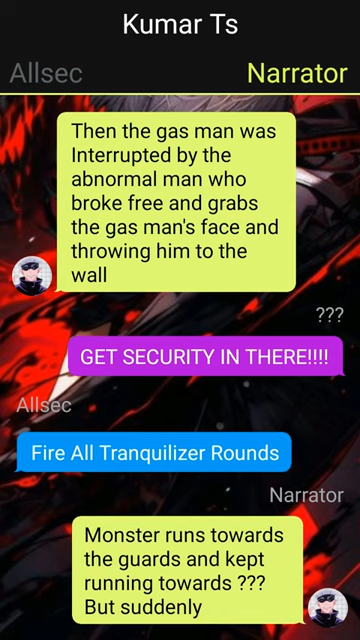 Kumar Ts
Allsec
Narrator
Then the gas man was
Interrupted by the
abnormal man who
broke free and grabs
the gas man's face and
throwing him to the
wall
???
GET SECURITY IN THERE!!!!
Allsec
Fire All Tranquilizer Rounds
Narrator
Monster runs towards
the guards and kept
running towards ???
But suddenly